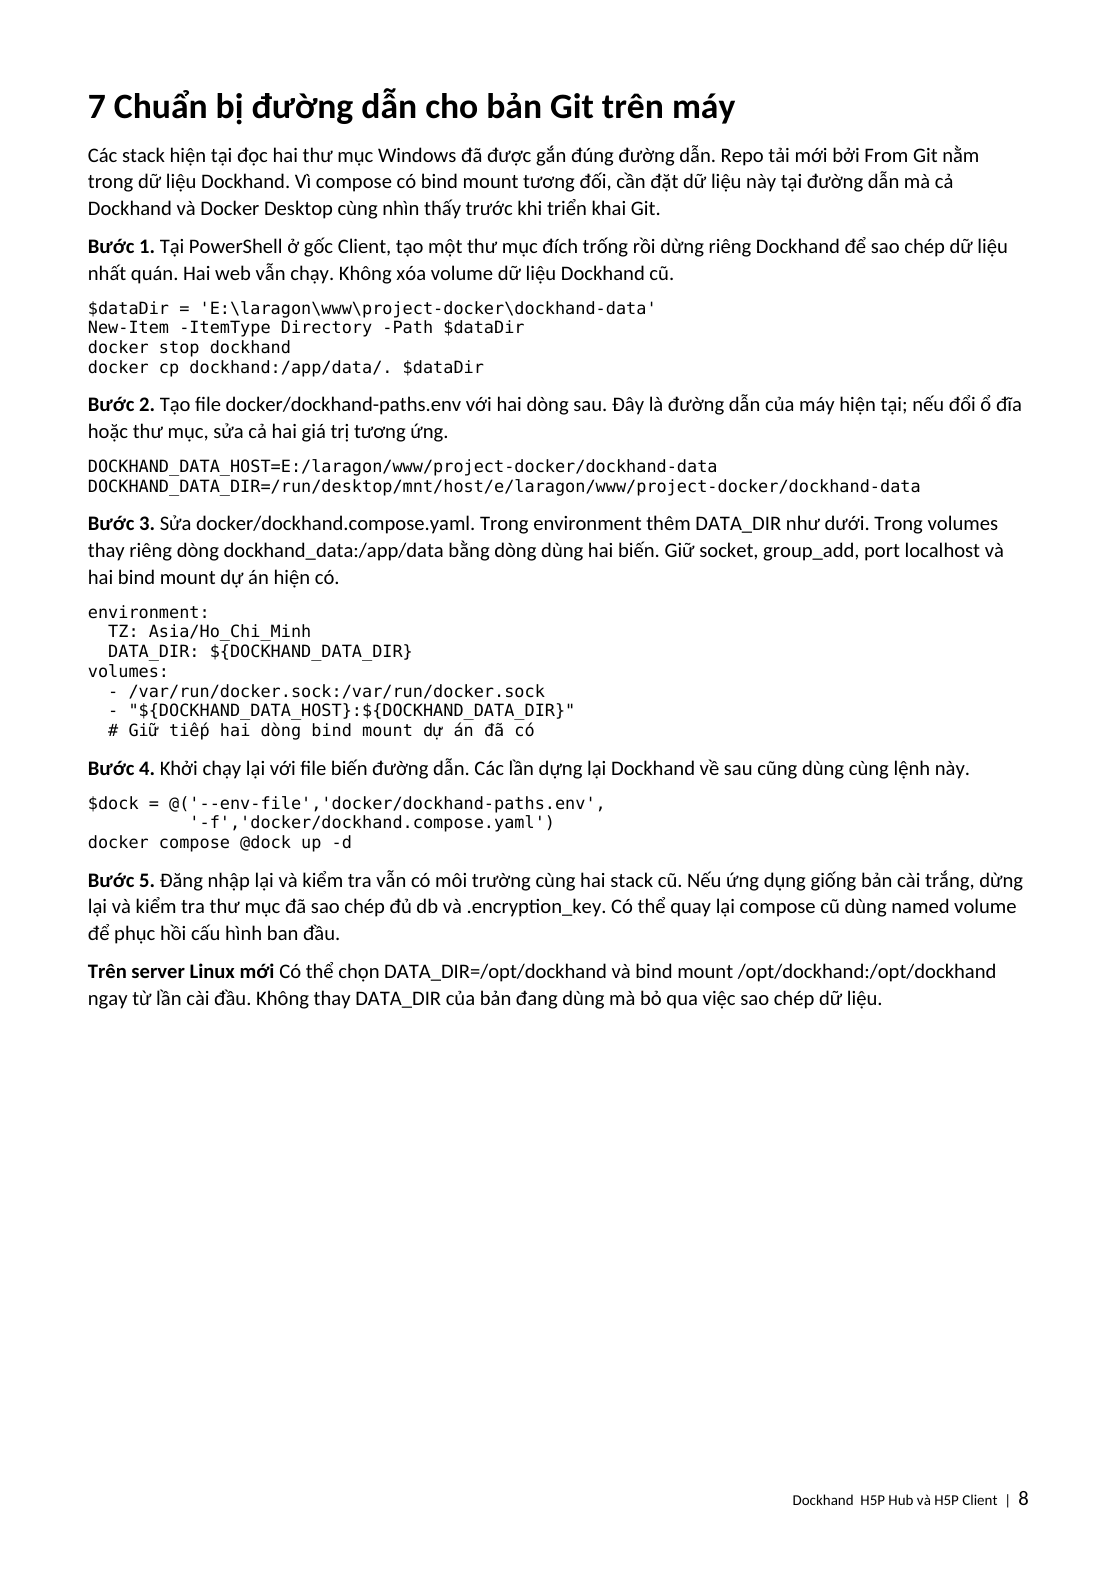 7 Chuẩn bị đường dẫn cho bản Git trên máy
Các stack hiện tại đọc hai thư mục Windows đã được gắn đúng đường dẫn. Repo tải mới bởi From Git nằm
trong dữ liệu Dockhand. Vì compose có bind mount tương đối, cần đặt dữ liệu này tại đường dẫn mà cả
Dockhand và Docker Desktop cùng nhìn thấy trước khi triển khai Git.
Bước 1. Tại PowerShell ở gốc Client, tạo một thư mục đích trống rồi dừng riêng Dockhand để sao chép dữ liệu
nhất quán. Hai web vẫn chạy. Không xóa volume dữ liệu Dockhand cũ.
$dataDir = 'E:\laragon\www\project-docker\dockhand-data'
New-Item -ItemType Directory -Path $dataDir
docker stop dockhand
docker cp dockhand:/app/data/. $dataDir
Bước 2. Tạo file docker/dockhand-paths.env với hai dòng sau. Đây là đường dẫn của máy hiện tại; nếu đổi ổ đĩa
hoặc thư mục, sửa cả hai giá trị tương ứng.
DOCKHAND_DATA_HOST=E:/laragon/www/project-docker/dockhand-data
DOCKHAND_DATA_DIR=/run/desktop/mnt/host/e/laragon/www/project-docker/dockhand-data
Bước 3. Sửa docker/dockhand.compose.yaml. Trong environment thêm DATA_DIR như dưới. Trong volumes
thay riêng dòng dockhand_data:/app/data bằng dòng dùng hai biến. Giữ socket, group_add, port localhost và
hai bind mount dự án hiện có.
environment:
  TZ: Asia/Ho_Chi_Minh
  DATA_DIR: ${DOCKHAND_DATA_DIR}
volumes:
  - /var/run/docker.sock:/var/run/docker.sock
  - "${DOCKHAND_DATA_HOST}:${DOCKHAND_DATA_DIR}"
  # Giữ tiếp hai dòng bind mount dự án đã có
Bước 4. Khởi chạy lại với file biến đường dẫn. Các lần dựng lại Dockhand về sau cũng dùng cùng lệnh này.
$dock = @('--env-file','docker/dockhand-paths.env',
          '-f','docker/dockhand.compose.yaml')
docker compose @dock up -d
Bước 5. Đăng nhập lại và kiểm tra vẫn có môi trường cùng hai stack cũ. Nếu ứng dụng giống bản cài trắng, dừng
lại và kiểm tra thư mục đã sao chép đủ db và .encryption_key. Có thể quay lại compose cũ dùng named volume
để phục hồi cấu hình ban đầu.
Trên server Linux mới Có thể chọn DATA_DIR=/opt/dockhand và bind mount /opt/dockhand:/opt/dockhand
ngay từ lần cài đầu. Không thay DATA_DIR của bản đang dùng mà bỏ qua việc sao chép dữ liệu.
Dockhand H5P Hub và H5P Client | 8